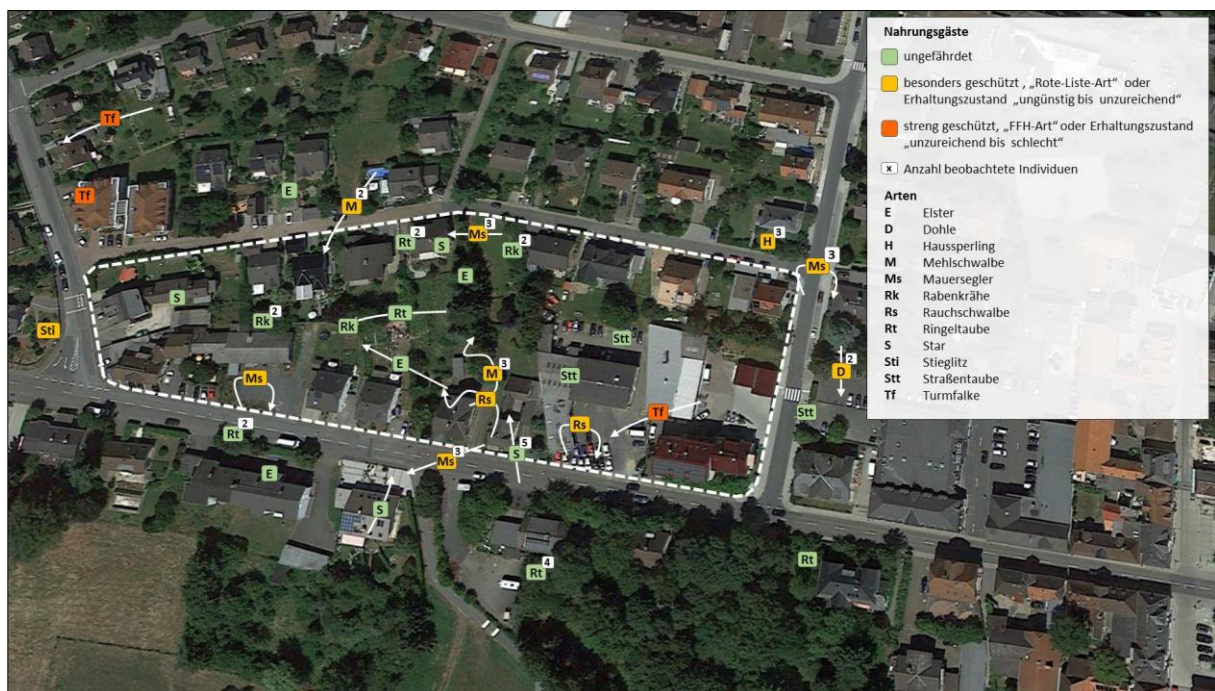 Nahrungsgäste
ungefährdet
besonders geschützt , „Rote-Liste-Art“ oder
Erhaltungszustand „ungünstig bis unzureichend“
streng geschützt, „FFH-Art“ oder Erhaltungszustand
„unzureichend bis schlecht“
x Anzahl beobachtete Individuen
Arten
E Elster
D Dohle
H Haussperling
M Mehlschwalbe
Ms Mauersegler
Rk Rabenkrähe
Rs Rauchschwalbe
Rt Ringeltaube
S Star
Sti Stieglitz
Stt Straßentaube
Tf Turmfalke
Tf
Tf
E
M 2
Rt 2
S
Ms 3
Rk 2
H 3
Ms 3
E
S
Rk 2
Rk
Rt
Sti
Stt
E
M 3
Stt
D 2
Ms
Rs
Tf
Stt
Rs
Rt 2
Ms 3
S 5
E
S
Rt 4
Rt